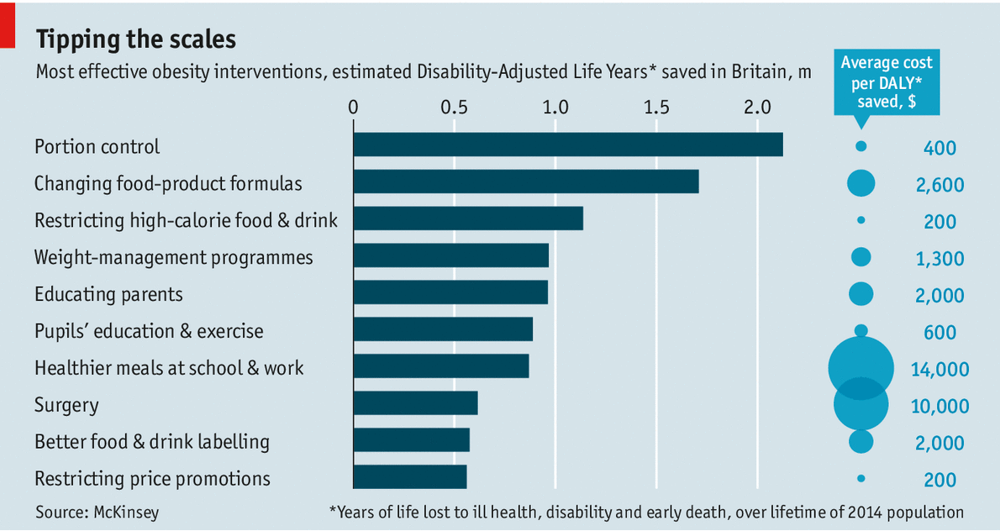 Tipping the scales
Most effective obesity interventions, estimated Disability-Adjusted Life Years* saved in Britain, m
Average cost
per DALY*
saved, $
0 0.5 1.0 1.5 2.0
Portion control 400
Changing food-product formulas 2,600
Restricting high-calorie food & drink 200
Weight-management programmes 1,300
Educating parents 2,000
Pupils’ education & exercise 600
Healthier meals at school & work 14,000
Surgery 10,000
Better food & drink labelling 2,000
Restricting price promotions 200
Source: McKinsey *Years of life lost to ill health, disability and early death, over lifetime of 2014 population